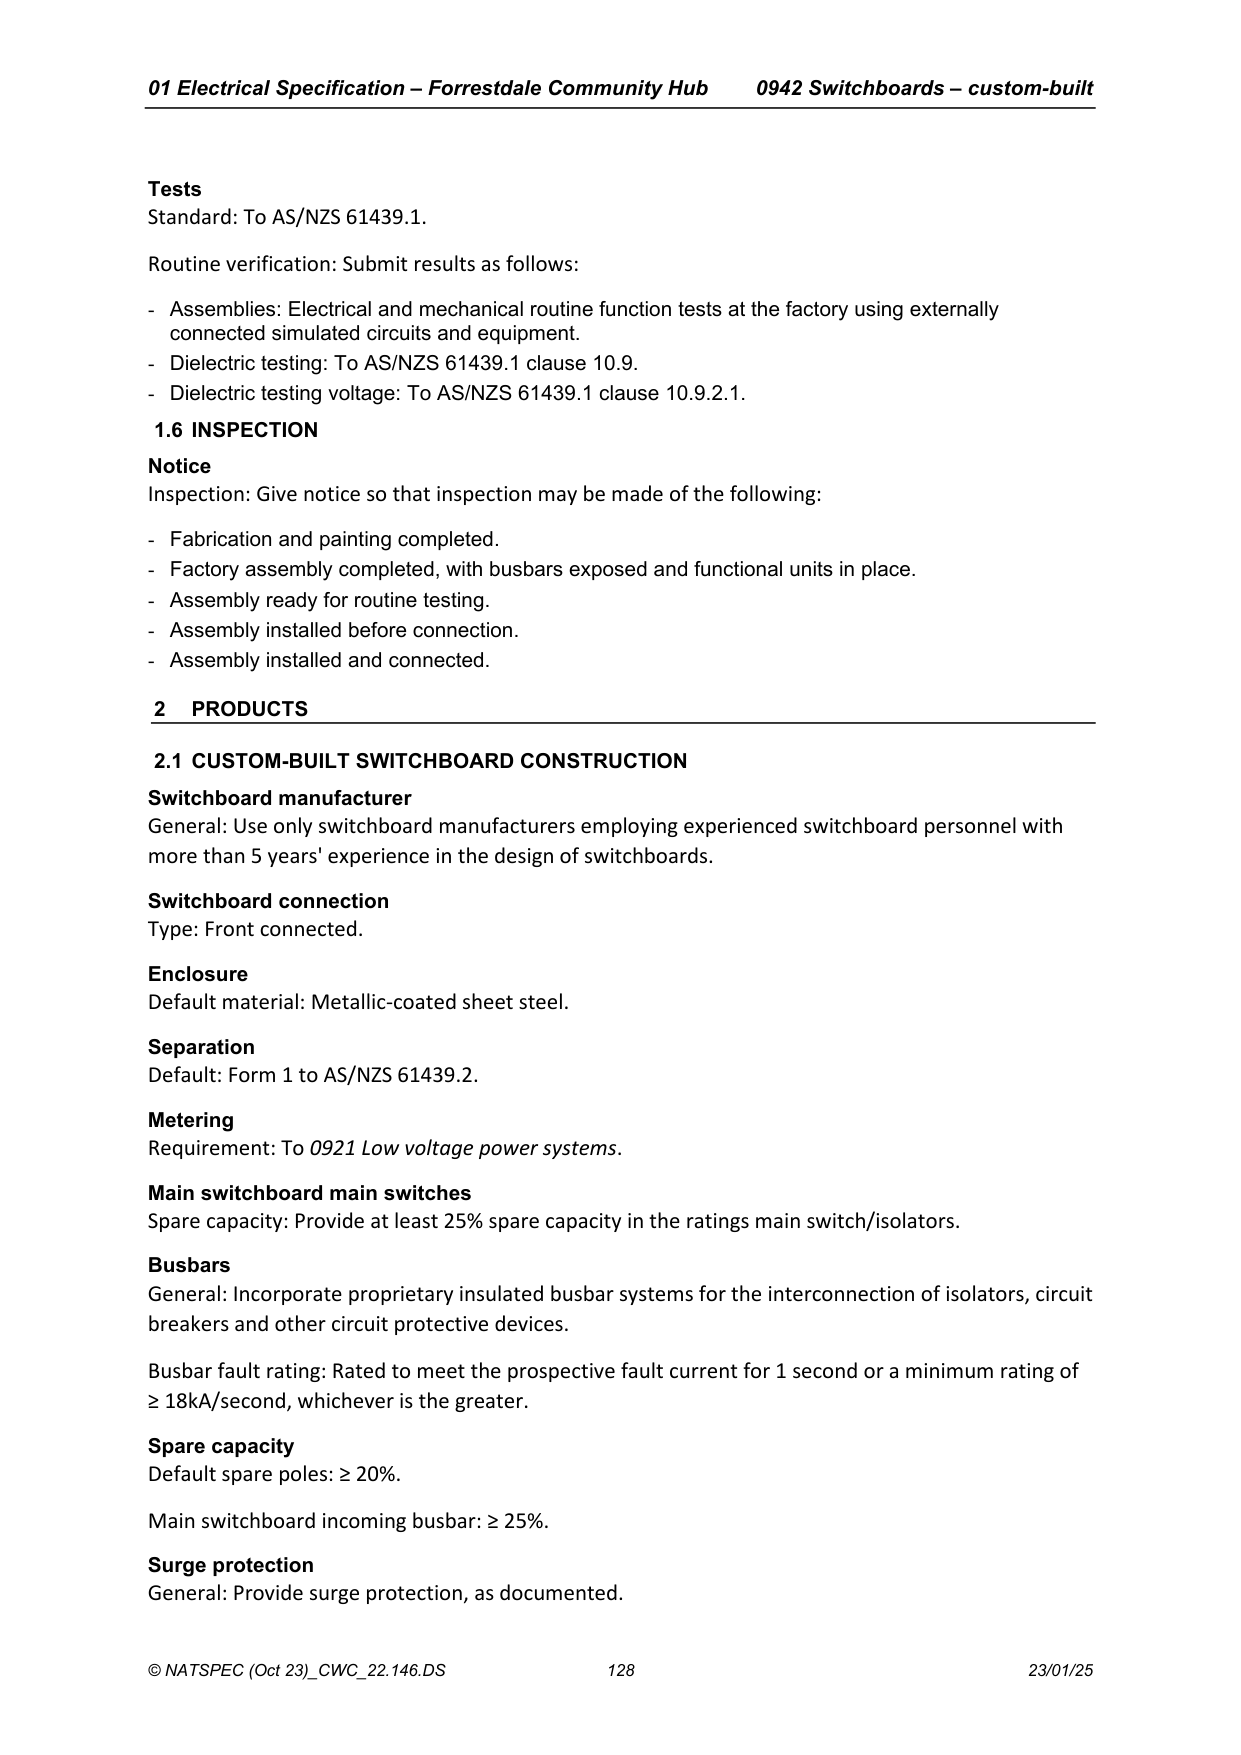 01 Electrical Specification – Forrestdale Community Hub 0942 Switchboards – custom-built
Tests
Standard: To AS/NZS 61439.1.
Routine verification: Submit results as follows:
- Assemblies: Electrical and mechanical routine function tests at the factory using externally
connected simulated circuits and equipment.
- Dielectric testing: To AS/NZS 61439.1 clause 10.9.
- Dielectric testing voltage: To AS/NZS 61439.1 clause 10.9.2.1.
1.6 INSPECTION
Notice
Inspection: Give notice so that inspection may be made of the following:
- Fabrication and painting completed.
- Factory assembly completed, with busbars exposed and functional units in place.
- Assembly ready for routine testing.
- Assembly installed before connection.
- Assembly installed and connected.
2 PRODUCTS
2.1 CUSTOM-BUILT SWITCHBOARD CONSTRUCTION
Switchboard manufacturer
General: Use only switchboard manufacturers employing experienced switchboard personnel with
more than 5 years' experience in the design of switchboards.
Switchboard connection
Type: Front connected.
Enclosure
Default material: Metallic-coated sheet steel.
Separation
Default: Form 1 to AS/NZS 61439.2.
Metering
Requirement: To 0921 Low voltage power systems.
Main switchboard main switches
Spare capacity: Provide at least 25% spare capacity in the ratings main switch/isolators.
Busbars
General: Incorporate proprietary insulated busbar systems for the interconnection of isolators, circuit
breakers and other circuit protective devices.
Busbar fault rating: Rated to meet the prospective fault current for 1 second or a minimum rating of
≥ 18kA/second, whichever is the greater.
Spare capacity
Default spare poles: ≥ 20%.
Main switchboard incoming busbar: ≥ 25%.
Surge protection
General: Provide surge protection, as documented.
© NATSPEC (Oct 23)_CWC_22.146.DS 128 23/01/25